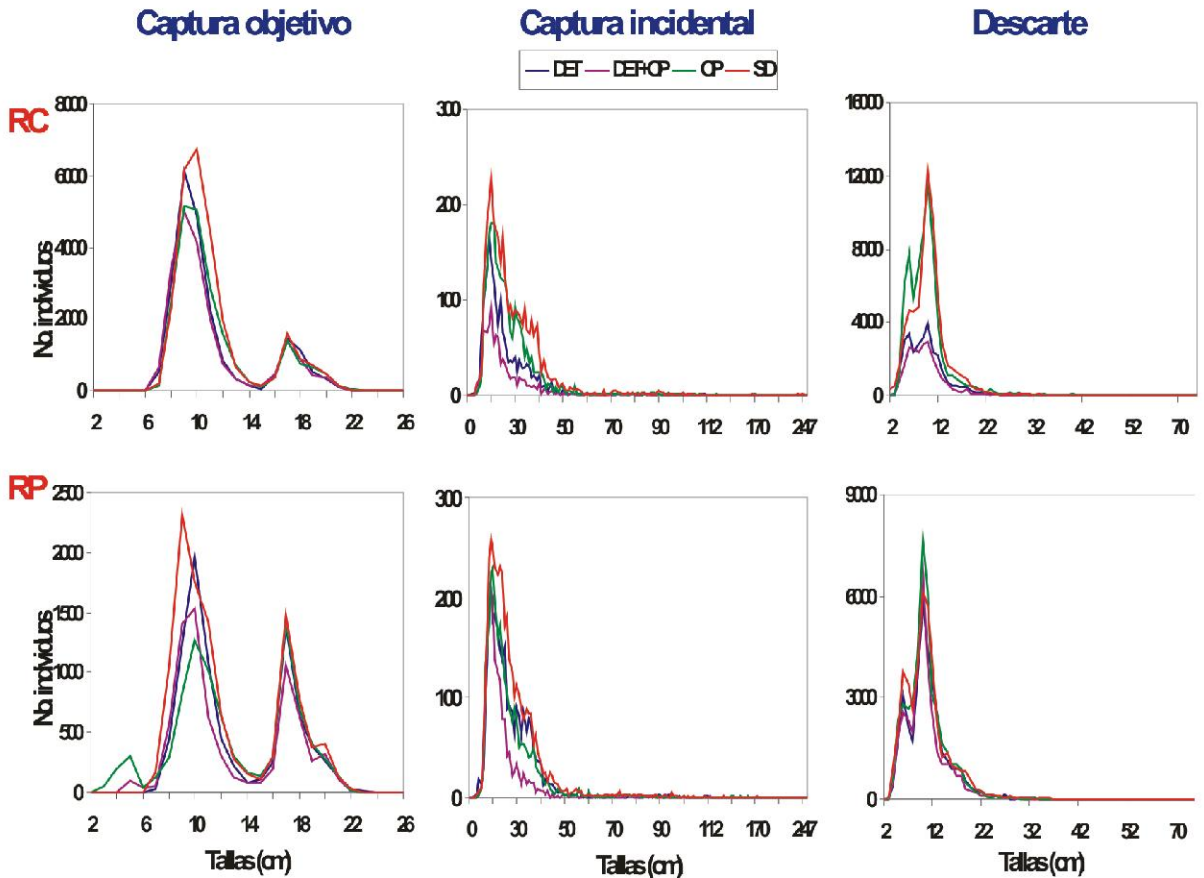 Captura objetivo Captura incidental Descarte
DET DET+OP OP SD
RC
No. individuos
8000 6000 4000 2000 0
2 6 10 14 18 22 26
300 200 100 0
0 30 50 70 90 112 170 247
16000 12000 8000 4000 0
2 12 22 32 42 52 70
RP
No. individuos
2500 2000 1500 1000 500 0
2 6 10 14 18 22 26
Tallas (cm)
300 200 100 0
0 30 50 70 90 112 170 247
Tallas (cm)
9000 6000 3000 0
2 12 22 32 42 52 70
Tallas (cm)